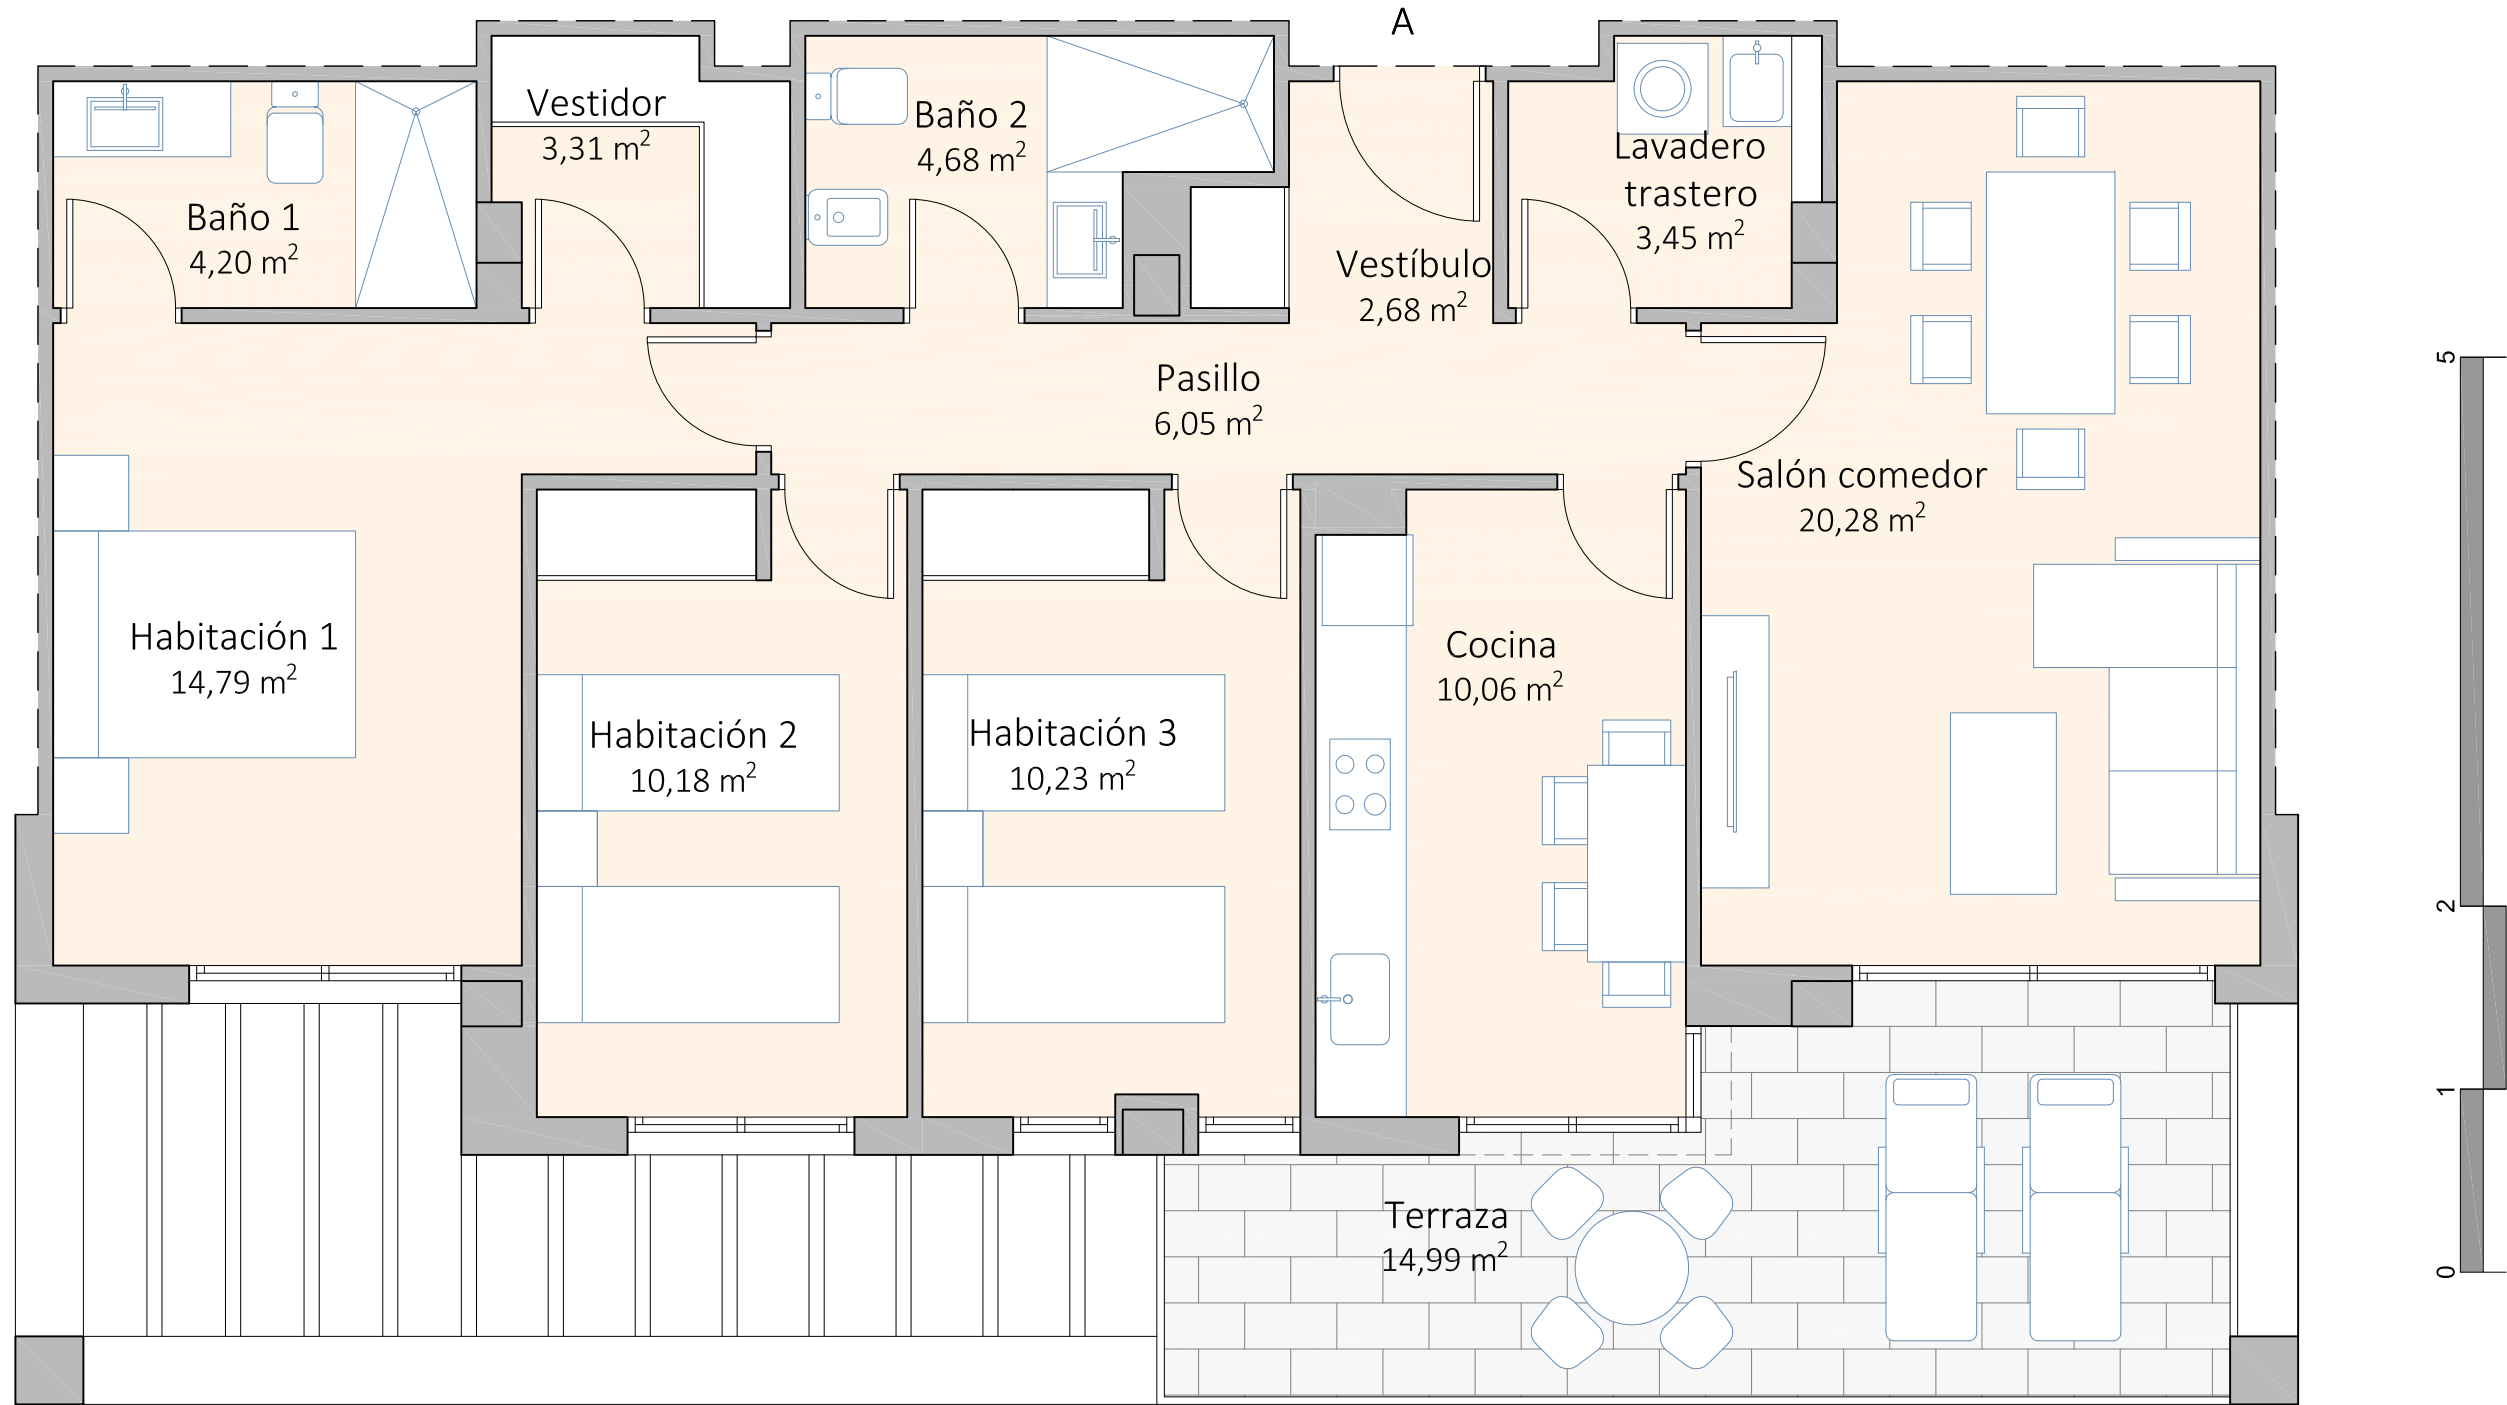 A
Vestidor
3,31 m²
Baño 2
4,68 m²
Lavadero
trastero
3,45 m²
Baño 1
4,20 m²
Vestíbulo
2,68 m²
Pasillo
6,05 m²
Salón comedor
20,28 m²
Habitación 1
14,79 m²
Habitación 2
10,18 m²
Habitación 3
10,23 m²
Cocina
10,06 m²
Terraza
14,99 m²
5
2
1
0